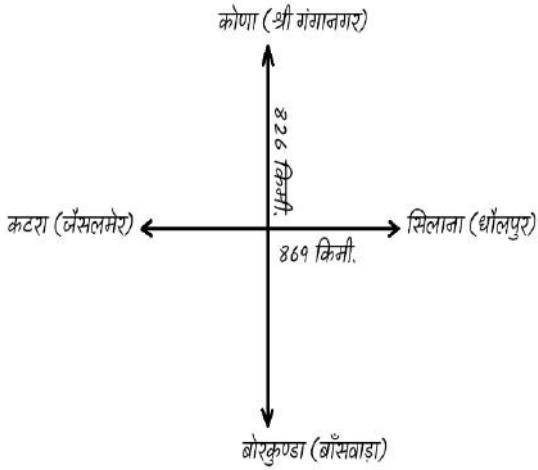 कोणा (श्री गंगानगर)
826 किमी.
कटरा (जैसलमेर)
सिलाना (धौलपुर)
869 किमी.
बोरकुण्डा (बाँसवाड़ा)